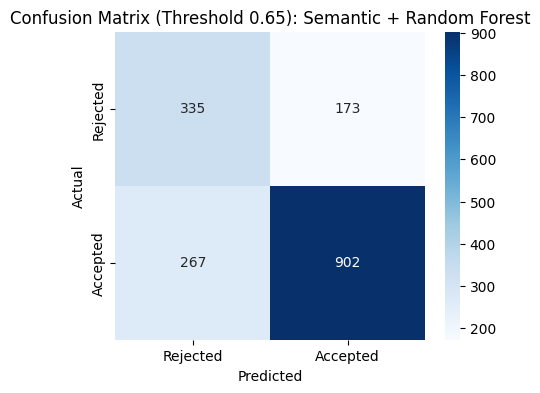 Confusion Matrix (Threshold 0.65): Semantic + Random Forest
Actual
Rejected
335
173
Accepted
267
902
Rejected
Accepted
Predicted
900
800
700
600
500
400
300
200